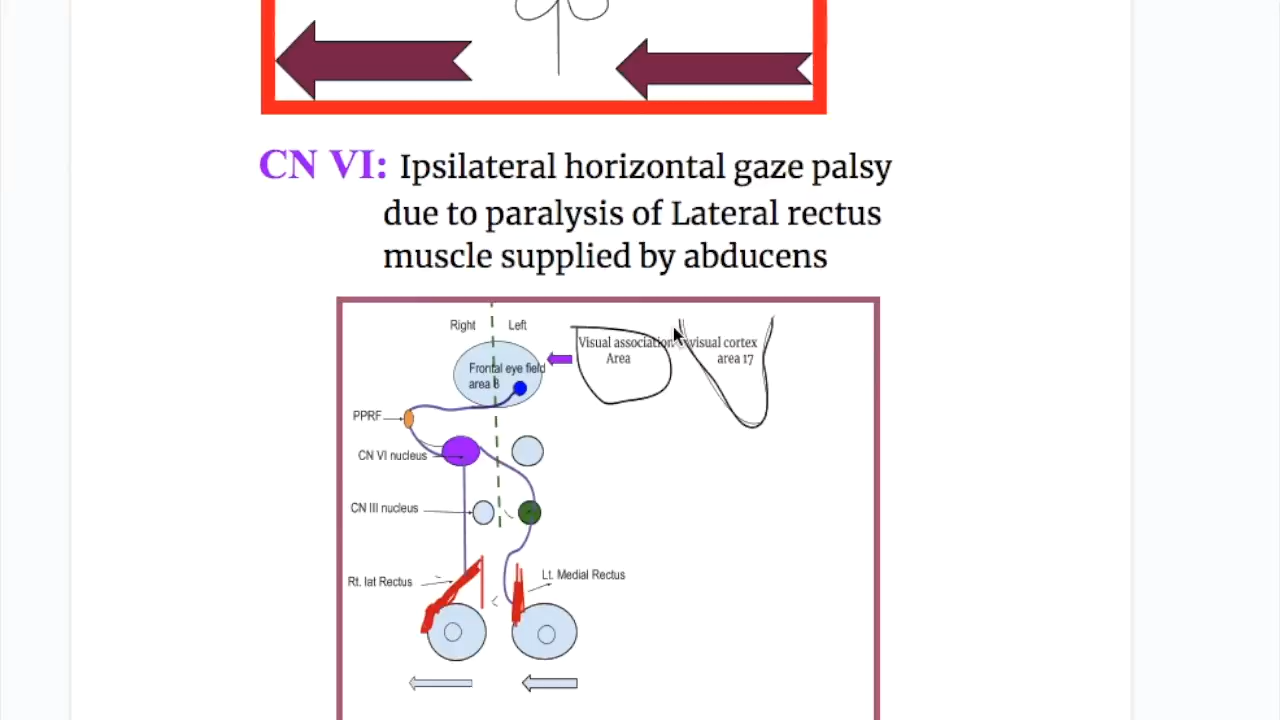 CN VI: Ipsilateral horizontal gaze palsy
due to paralysis of Lateral rectus
muscle supplied by abducens
Right
Left
Visual association
Area
visual cortex
area 17
Frontal eye field
area 8
PPRF
CN VI nucleus
CN III nucleus
Rt. lat Rectus
Lt. Medial Rectus